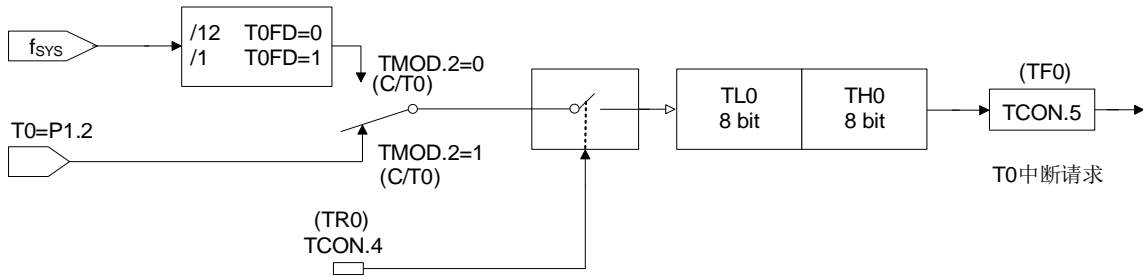 fSYS
/12 T0FD=0
/1 T0FD=1
TMOD.2=0
(C/T0)
T0=P1.2
TMOD.2=1
(C/T0)
(TR0)
TCON.4
TL0
8 bit
TH0
8 bit
(TF0)
TCON.5
T0中断请求